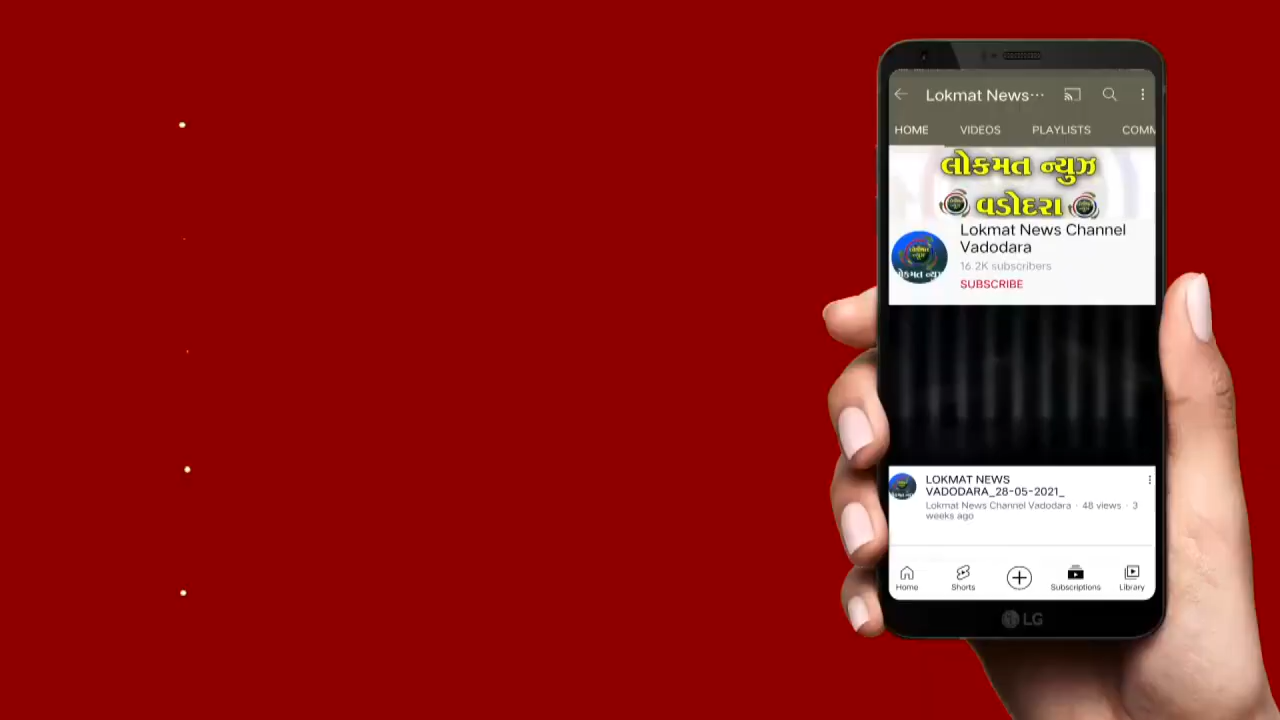 Lokmat News...
HOME VIDEOS PLAYLISTS COMM
લોકમત ન્યુઝ
વડોદરા
Lokmat News Channel
Vadodara
16.2K subscribers
SUBSCRIBE
LOKMAT NEWS
VADODARA_28-05-2021_
Lokmat News Channel Vadodara · 48 views · 3
weeks ago
Home Shorts Subscriptions Library
LG